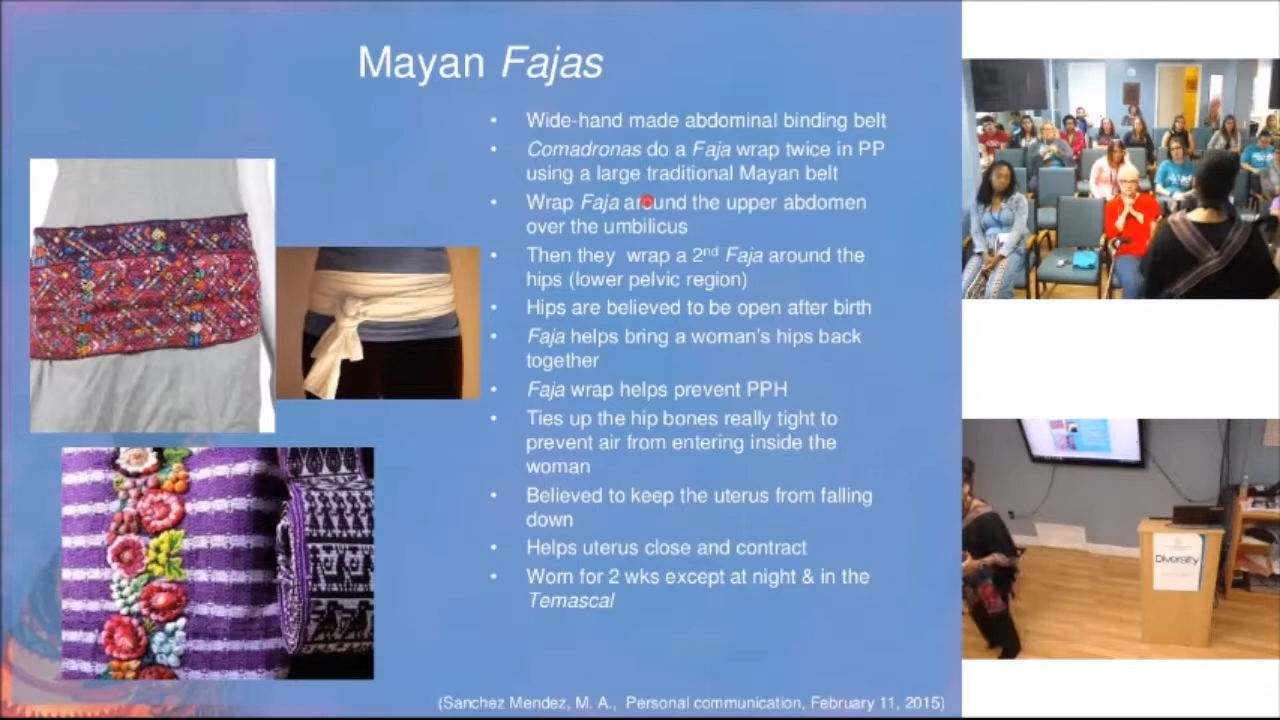 Mayan Fajas
• Wide-hand made abdominal binding belt
• Comadronas do a Faja wrap twice in PP
using a large traditional Mayan belt
• Wrap Faja around the upper abdomen
over the umbilicus
• Then they wrap a 2nd Faja around the
hips (lower pelvic region)
• Hips are believed to be open after birth
• Faja helps bring a woman's hips back
together
• Faja wrap helps prevent PPH
• Ties up the hip bones really tight to
prevent air from entering inside the
woman
• Believed to keep the uterus from falling
down
• Helps uterus close and contract
• Worn for 2 wks except at night & in the
Temascal
(Sanchez Mendez, M. A., Personal communication, February 11, 2015)
Diversity